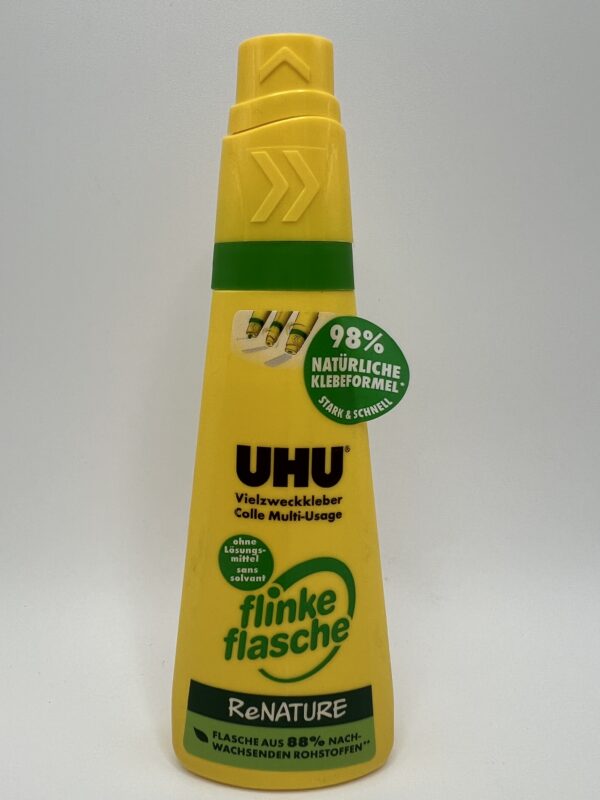 98%
NATÜRLICHE
KLEBEFORMEL*
STARK & SCHNELL
UHU®
Vielzweckkleber
Colle Multi-Usage
ohne
Lösungs-
mittel
sans
solvant
flinke
flasche
ReNATURE
FLASCHE AUS 88% NACH-
WACHSENDEN ROHSTOFFEN**